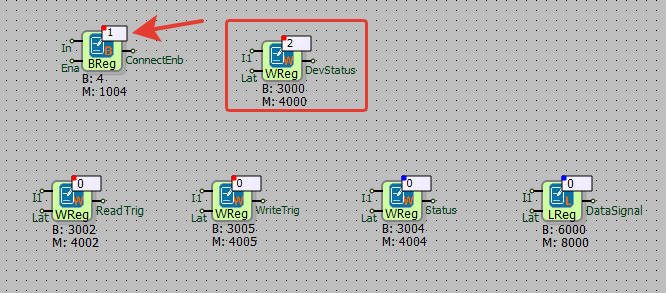 1
In
B
Ena
BReg
ConnectEnb
B: 4
M: 1004
2
I1
W
Lat
WReg
DevStatus
B: 3000
M: 4000
0
I1
W
Lat
WReg
ReadTrig
B: 3002
M: 4002
0
I1
W
Lat
WReg
WriteTrig
B: 3005
M: 4005
0
I1
W
Lat
WReg
Status
B: 3004
M: 4004
0
I1
L
Lat
LReg
DataSignal
B: 6000
M: 8000